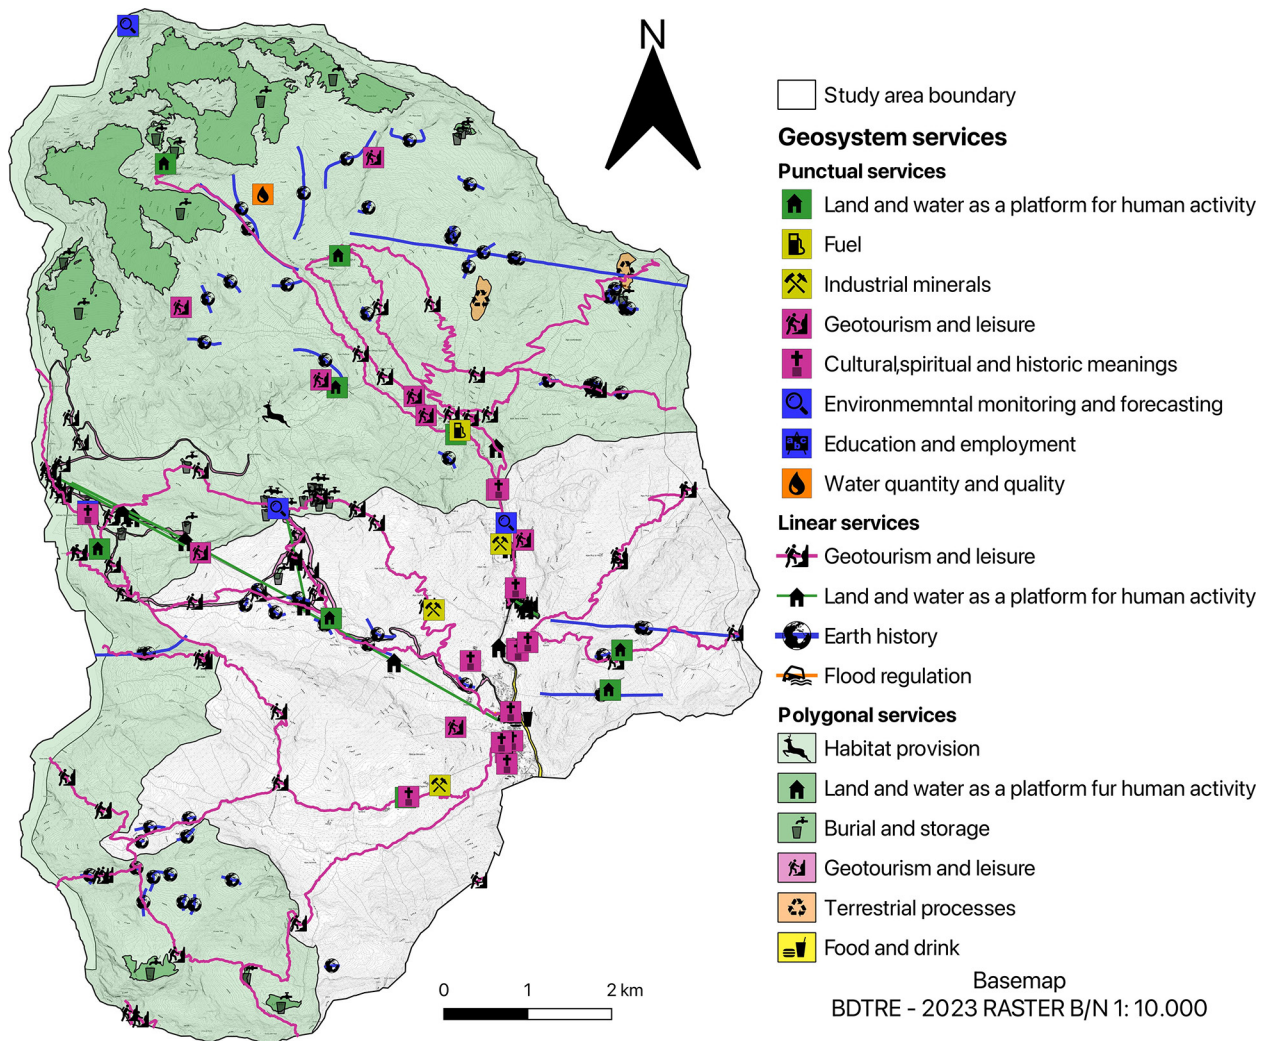 N
Study area boundary
Geosystem services
Punctual services
Land and water as a platform for human activity
Fuel
Industrial minerals
Geotourism and leisure
Cultural,spiritual and historic meanings
Environmemntal monitoring and forecasting
Education and employment
Water quantity and quality
Linear services
Geotourism and leisure
Land and water as a platform for human activity
Earth history
Flood regulation
Polygonal services
Habitat provision
Land and water as a platform fur human activity
Burial and storage
Geotourism and leisure
Terrestrial processes
Food and drink
Basemap
BDTRE - 2023 RASTER B/N 1: 10.000
0 1 2 km